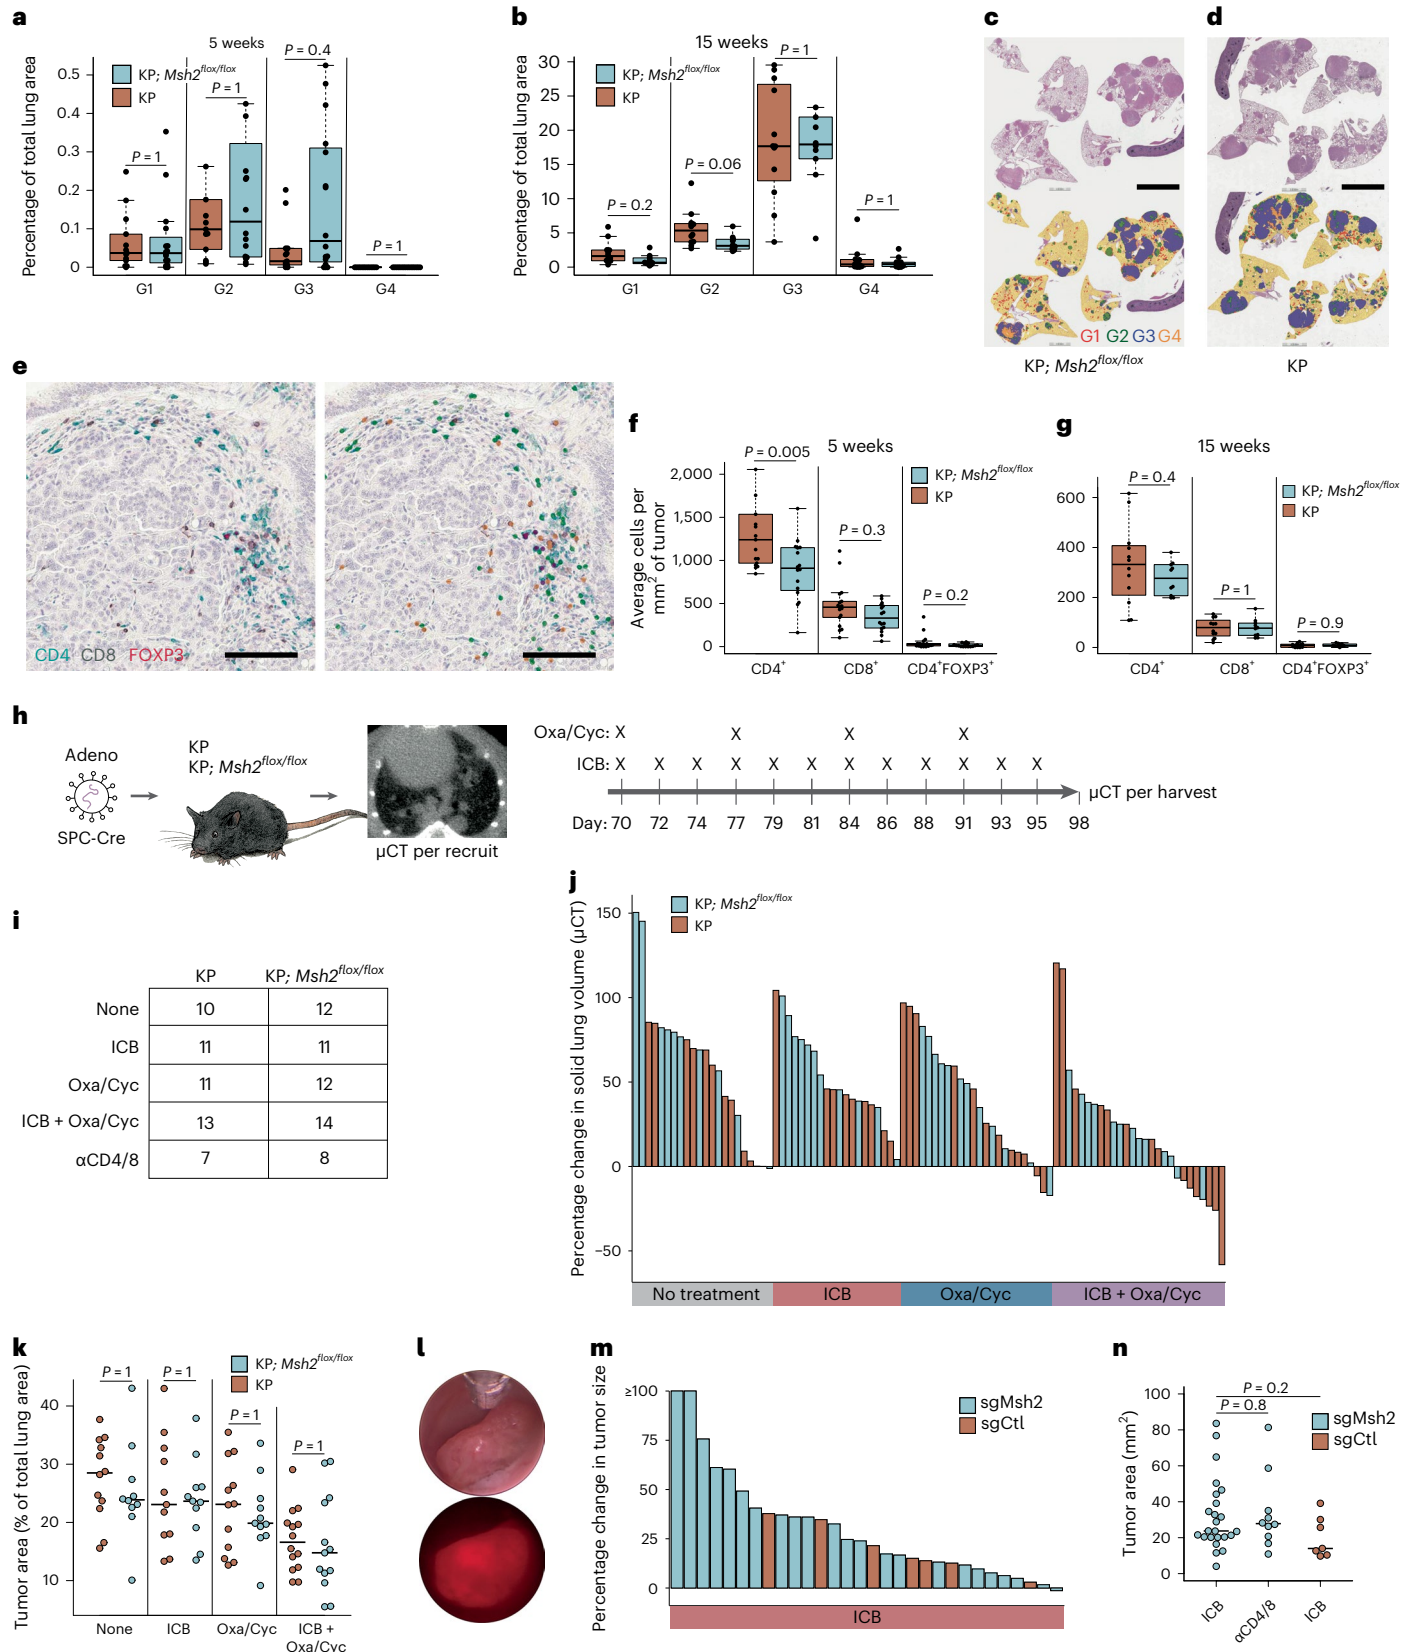 a
5 weeks
Percentage of total lung area
KP; Msh2flox/flox
KP
P = 1
P = 1
P = 0.4
P = 1
0.5
0.4
0.3
0.2
0.1
0
G1 G2 G3 G4
b
15 weeks
Percentage of total lung area
KP; Msh2flox/flox
KP
P = 0.2
P = 0.06
P = 1
P = 1
30
25
20
15
10
5
0
G1 G2 G3 G4
c
G1 G2 G3 G4
KP; Msh2flox/flox
d
KP
e
CD4 CD8 FOXP3
f
5 weeks
Average cells per
mm2 of tumor
KP; Msh2flox/flox
KP
P = 0.005
P = 0.3
P = 0.2
2,000
1,500
1,000
500
0
CD4+ CD8+ CD4+FOXP3+
g
15 weeks
KP; Msh2flox/flox
KP
P = 0.4
P = 1
P = 0.9
600
400
200
0
CD4+ CD8+ CD4+FOXP3+
h
Adeno
SPC-Cre
KP
KP; Msh2flox/flox
µCT per recruit
Oxa/Cyc: X X X X
ICB: X X X X X X X X X X X X
µCT per harvest
Day: 70 72 74 77 79 81 84 86 88 91 93 95 98
i
KP KP; Msh2flox/flox
None 10 12
ICB 11 11
Oxa/Cyc 11 12
ICB + Oxa/Cyc 13 14
αCD4/8 7 8
j
Percentage change in solid lung volume (µCT)
KP; Msh2flox/flox
KP
150
100
50
0
−50
No treatment ICB Oxa/Cyc ICB + Oxa/Cyc
k
Tumor area (% of total lung area)
KP; Msh2flox/flox
KP
P = 1
P = 1
P = 1
P = 1
40
30
20
10
None ICB Oxa/Cyc ICB +
Oxa/Cyc
l
m
Percentage change in tumor size
sgMsh2
sgCtl
≥100
75
50
25
0
ICB
n
Tumor area (mm2)
P = 0.2
P = 0.8
sgMsh2
sgCtl
100
80
60
40
20
0
ICB
αCD4/8
ICB